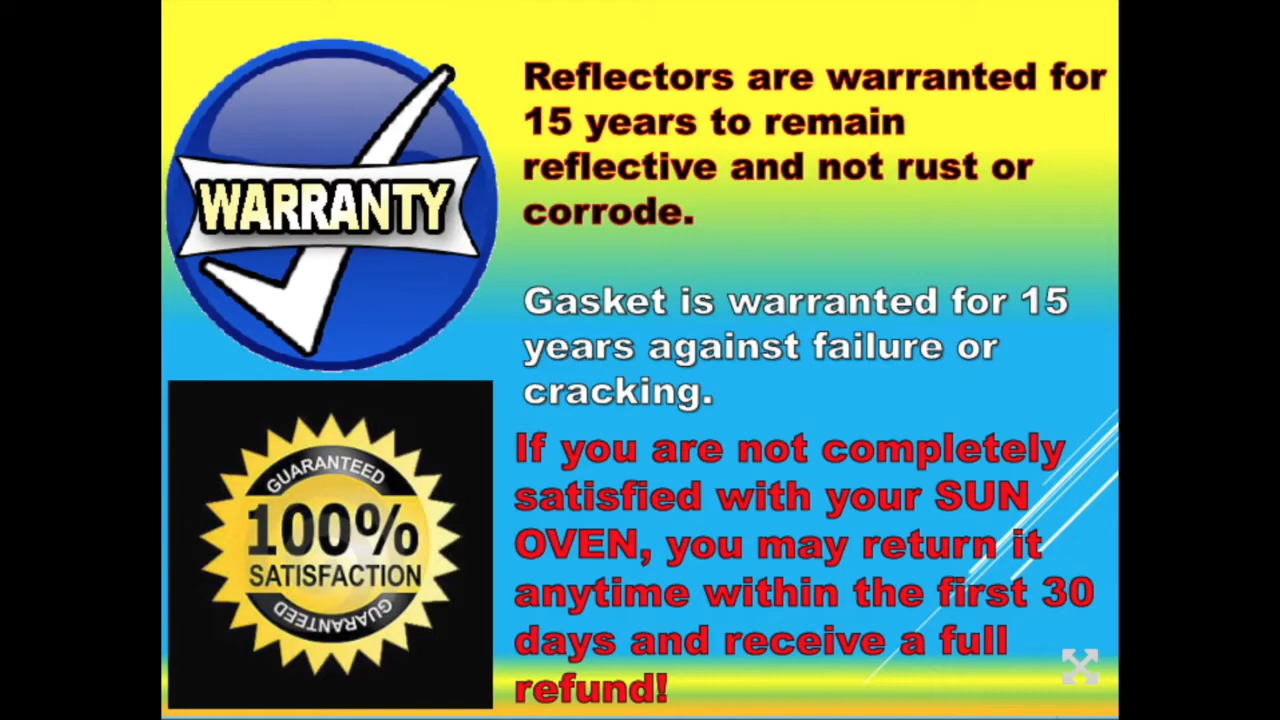 WARRANTY
Reflectors are warranted for
15 years to remain
reflective and not rust or
corrode.
Gasket is warranted for 15
years against failure or
cracking.
GUARANTEED
100%
SATISFACTION
GUARANTEED
If you are not completely
satisfied with your SUN
OVEN, you may return it
anytime within the first 30
days and receive a full
refund!